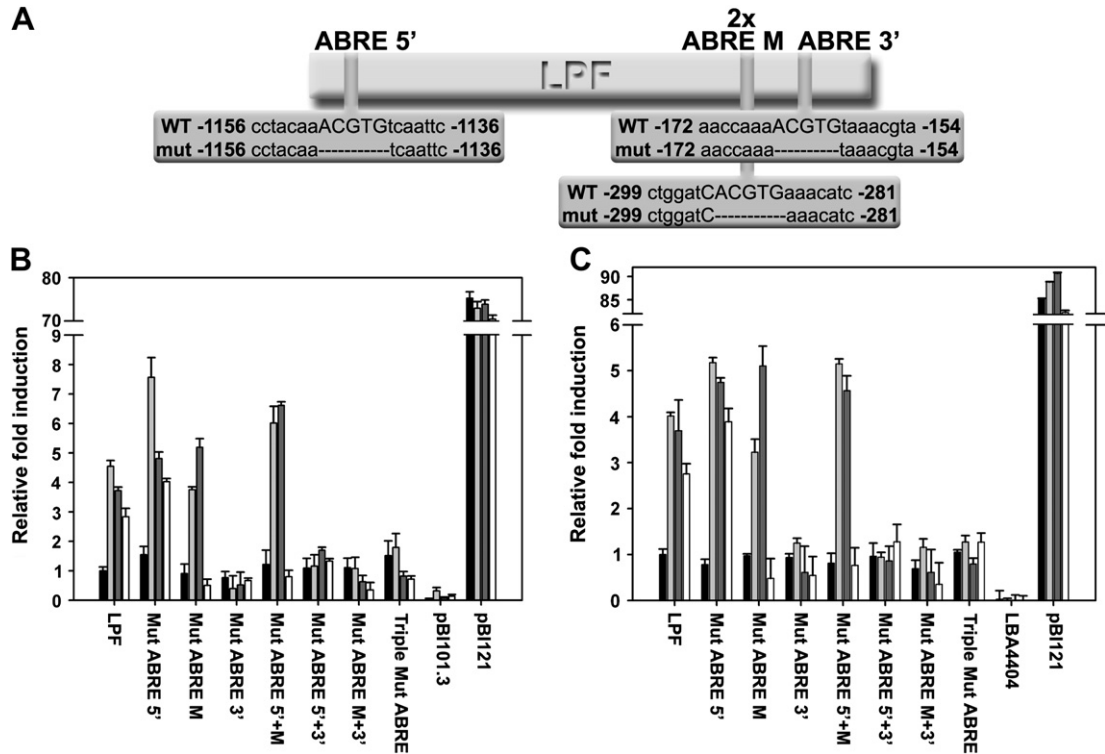 A
ABRE 5’
2x
ABRE M
ABRE 3’
LPF
WT -1156 cctacaaACGTGtcaattc -1136
mut -1156 cctacaa-----------tcaattc -1136
WT -172 aaccaaaACGTGtaaacgta -154
mut -172 aaccaaa----------taaacgta -154
WT -299 ctggatCACGTGaaacatc -281
mut -299 ctggatC-----------aaacatc -281
B
Relative fold induction
80
70
9
8
7
6
5
4
3
2
1
0
LPF
Mut ABRE 5’
Mut ABRE M
Mut ABRE 3’
Mut ABRE 5’+M
Mut ABRE 5’+3’
Mut ABRE M+3’
Triple Mut ABRE
pBI101.3
pBI121
C
Relative fold induction
90
85
6
5
4
3
2
1
0
LPF
Mut ABRE 5’
Mut ABRE M
Mut ABRE 3’
Mut ABRE 5’+M
Mut ABRE 5’+3’
Mut ABRE M+3’
Triple Mut ABRE
LBA4404
pBI121